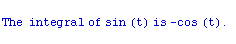 The integral of sin (t) is -cos (t).